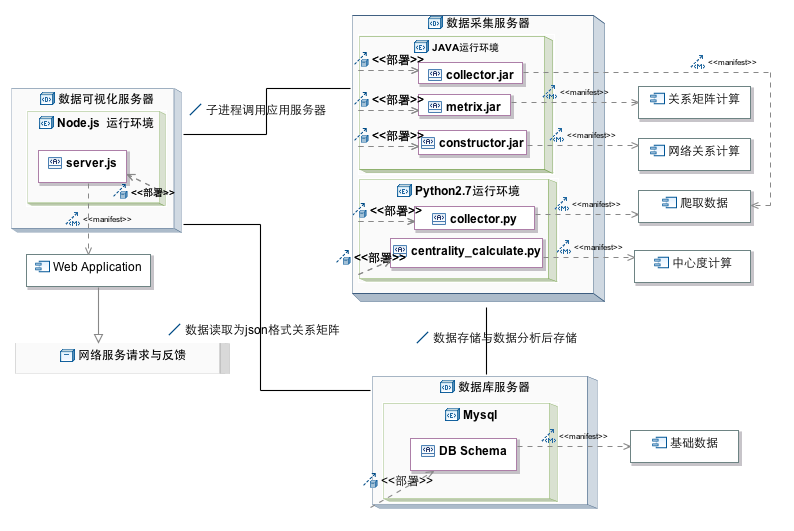 数据采集服务器
JAVA运行环境
<<部署>>
collector.jar
<<manifest>>
<<部署>>
metrix.jar
<<manifest>>
关系矩阵计算
<<部署>>
constructor.jar
<<manifest>>
网络关系计算
Python2.7运行环境
<<部署>>
collector.py
<<manifest>>
爬取数据
<<部署>>
centrality_calculate.py
<<manifest>>
中心度计算
数据可视化服务器
Node.js 运行环境
server.js
<<部署>>
<<manifest>>
Web Application
网络服务请求与反馈
子进程调用应用服务器
数据读取为json格式关系矩阵
数据存储与数据分析后存储
数据库服务器
Mysql
DB Schema
<<部署>>
<<manifest>>
基础数据